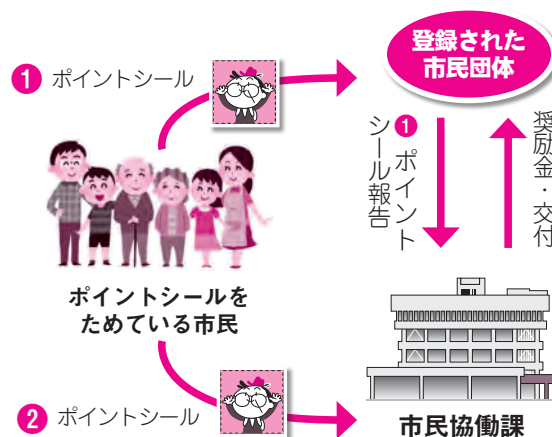 登録された
市民団体
❶ ポイントシール
❶ポイント
シール報告
奨励金・交付
ポイントシールを
ためている市民
❷ ポイントシール
市民協働課